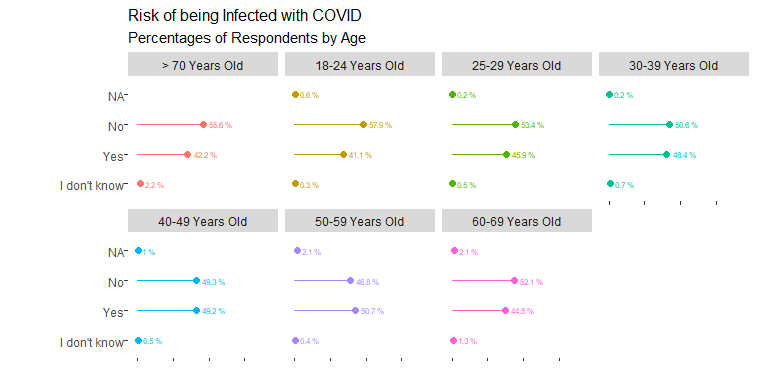 Risk of being Infected with COVID
Percentages of Respondents by Age
> 70 Years Old 18-24 Years Old 25-29 Years Old 30-39 Years Old
NA 0.6 % 0.2 % 0.2 %
No 55.6 % 57.9 % 53.4 % 50.6 %
Yes 42.2 % 41.1 % 45.9 % 48.4 %
I don't know 2.2 % 0.3 % 0.5 % 0.7 %
40-49 Years Old 50-59 Years Old 60-69 Years Old
NA 1 % 2.1 % 2.1 %
No 49.3 % 46.8 % 52.1 %
Yes 49.2 % 50.7 % 44.5 %
I don't know 0.5 % 0.4 % 1.3 %